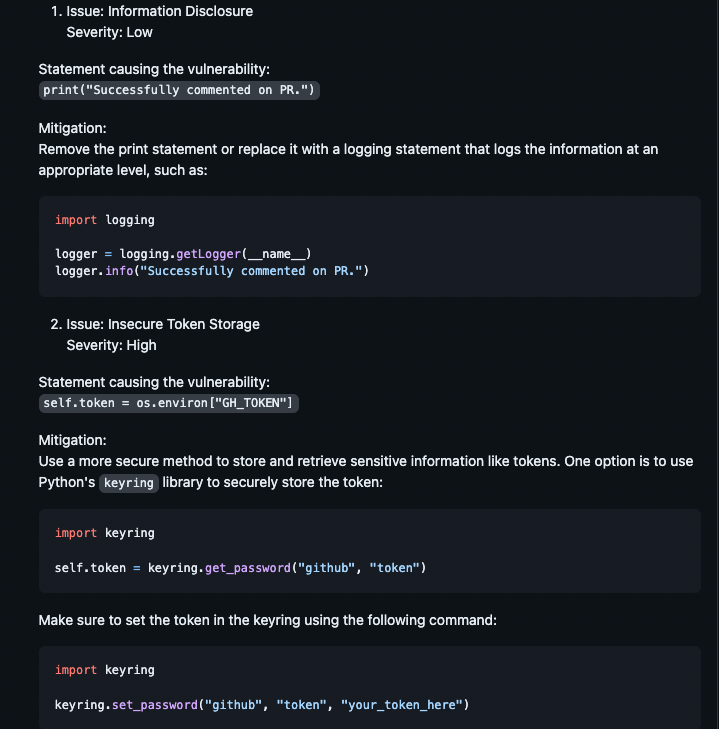 1. Issue: Information Disclosure
Severity: Low
Statement causing the vulnerability:
print("Successfully commented on PR.")
Mitigation:
Remove the print statement or replace it with a logging statement that logs the information at an
appropriate level, such as:
import logging
logger = logging.getLogger(__name__)
logger.info("Successfully commented on PR.")
2. Issue: Insecure Token Storage
Severity: High
Statement causing the vulnerability:
self.token = os.environ["GH_TOKEN"]
Mitigation:
Use a more secure method to store and retrieve sensitive information like tokens. One option is to use
Python's keyring library to securely store the token:
import keyring
self.token = keyring.get_password("github", "token")
Make sure to set the token in the keyring using the following command:
import keyring
keyring.set_password("github", "token", "your_token_here")